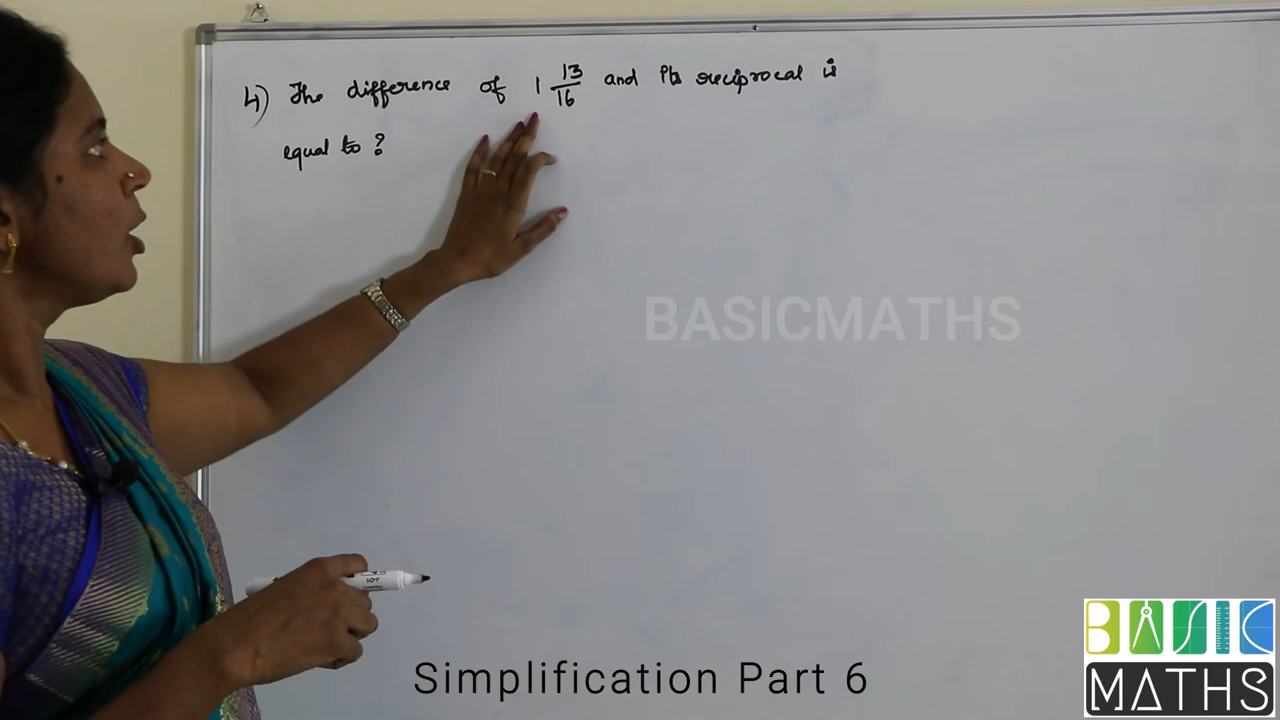 4) The difference of 1 13/16 and its reciprocal is
equal to ?
BASICMATHS
Simplification Part 6
BASIC
MATHS